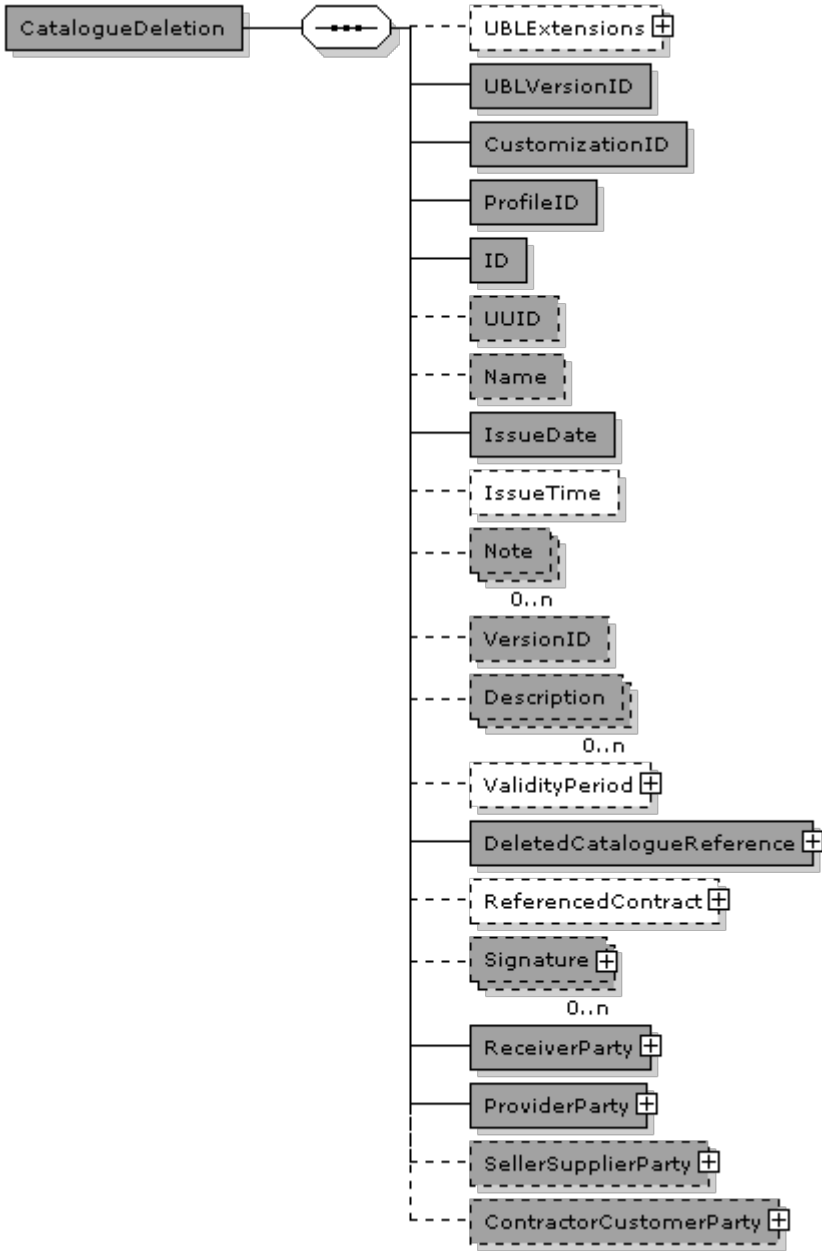 CatalogueDeletion
UBLExtensions
UBLVersionID
CustomizationID
ProfileID
ID
UUID
Name
IssueDate
IssueTime
Note
0..n
VersionID
Description
0..n
ValidityPeriod
DeletedCatalogueReference
ReferencedContract
Signature
0..n
ReceiverParty
ProviderParty
SellerSupplierParty
ContractorCustomerParty